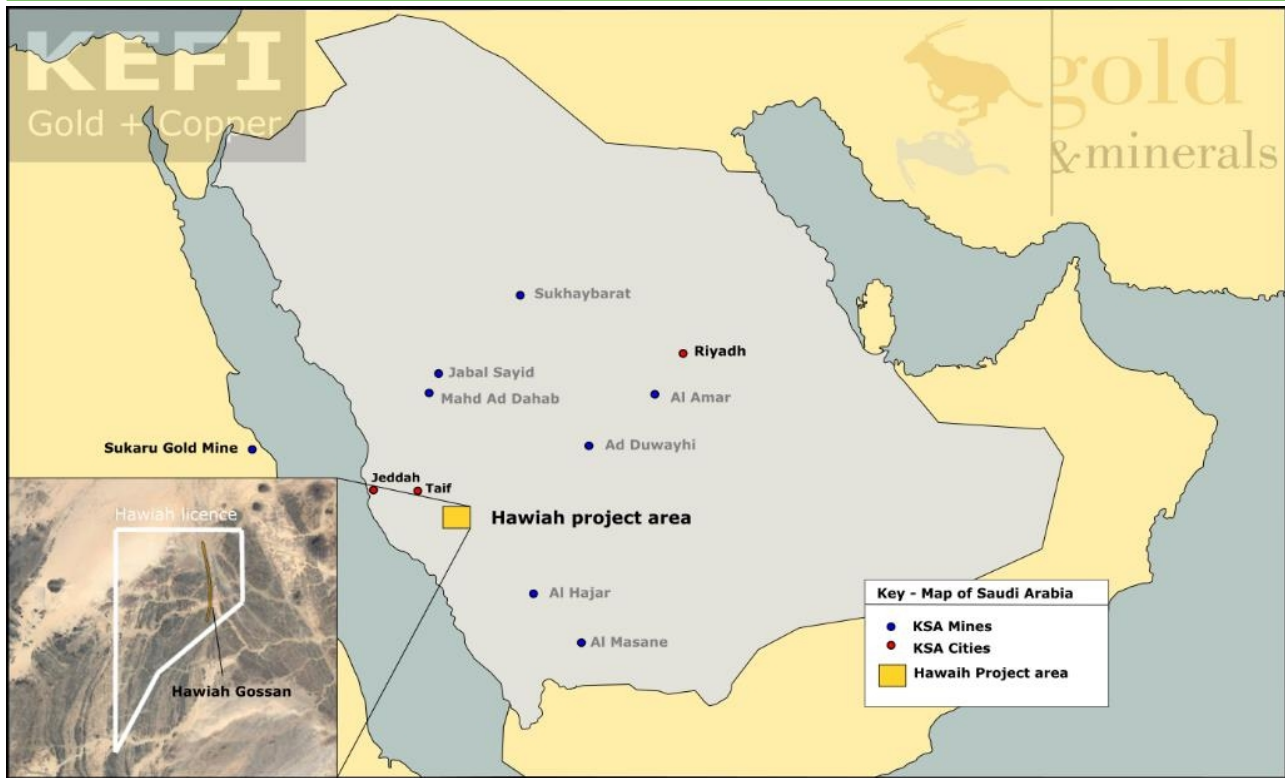 KEFI
Gold + Copper
gold
&minerals
Sukhaybarat
Riyadh
Jabal Sayid
Mahd Ad Dahab
Al Amar
Sukaru Gold Mine
Ad Duwayhi
Jeddah
Taif
Hawiah project area
Hawiah licence
Hawiah Gossan
Al Hajar
Al Masane
Key - Map of Saudi Arabia
KSA Mines
KSA Cities
Hawaih Project area